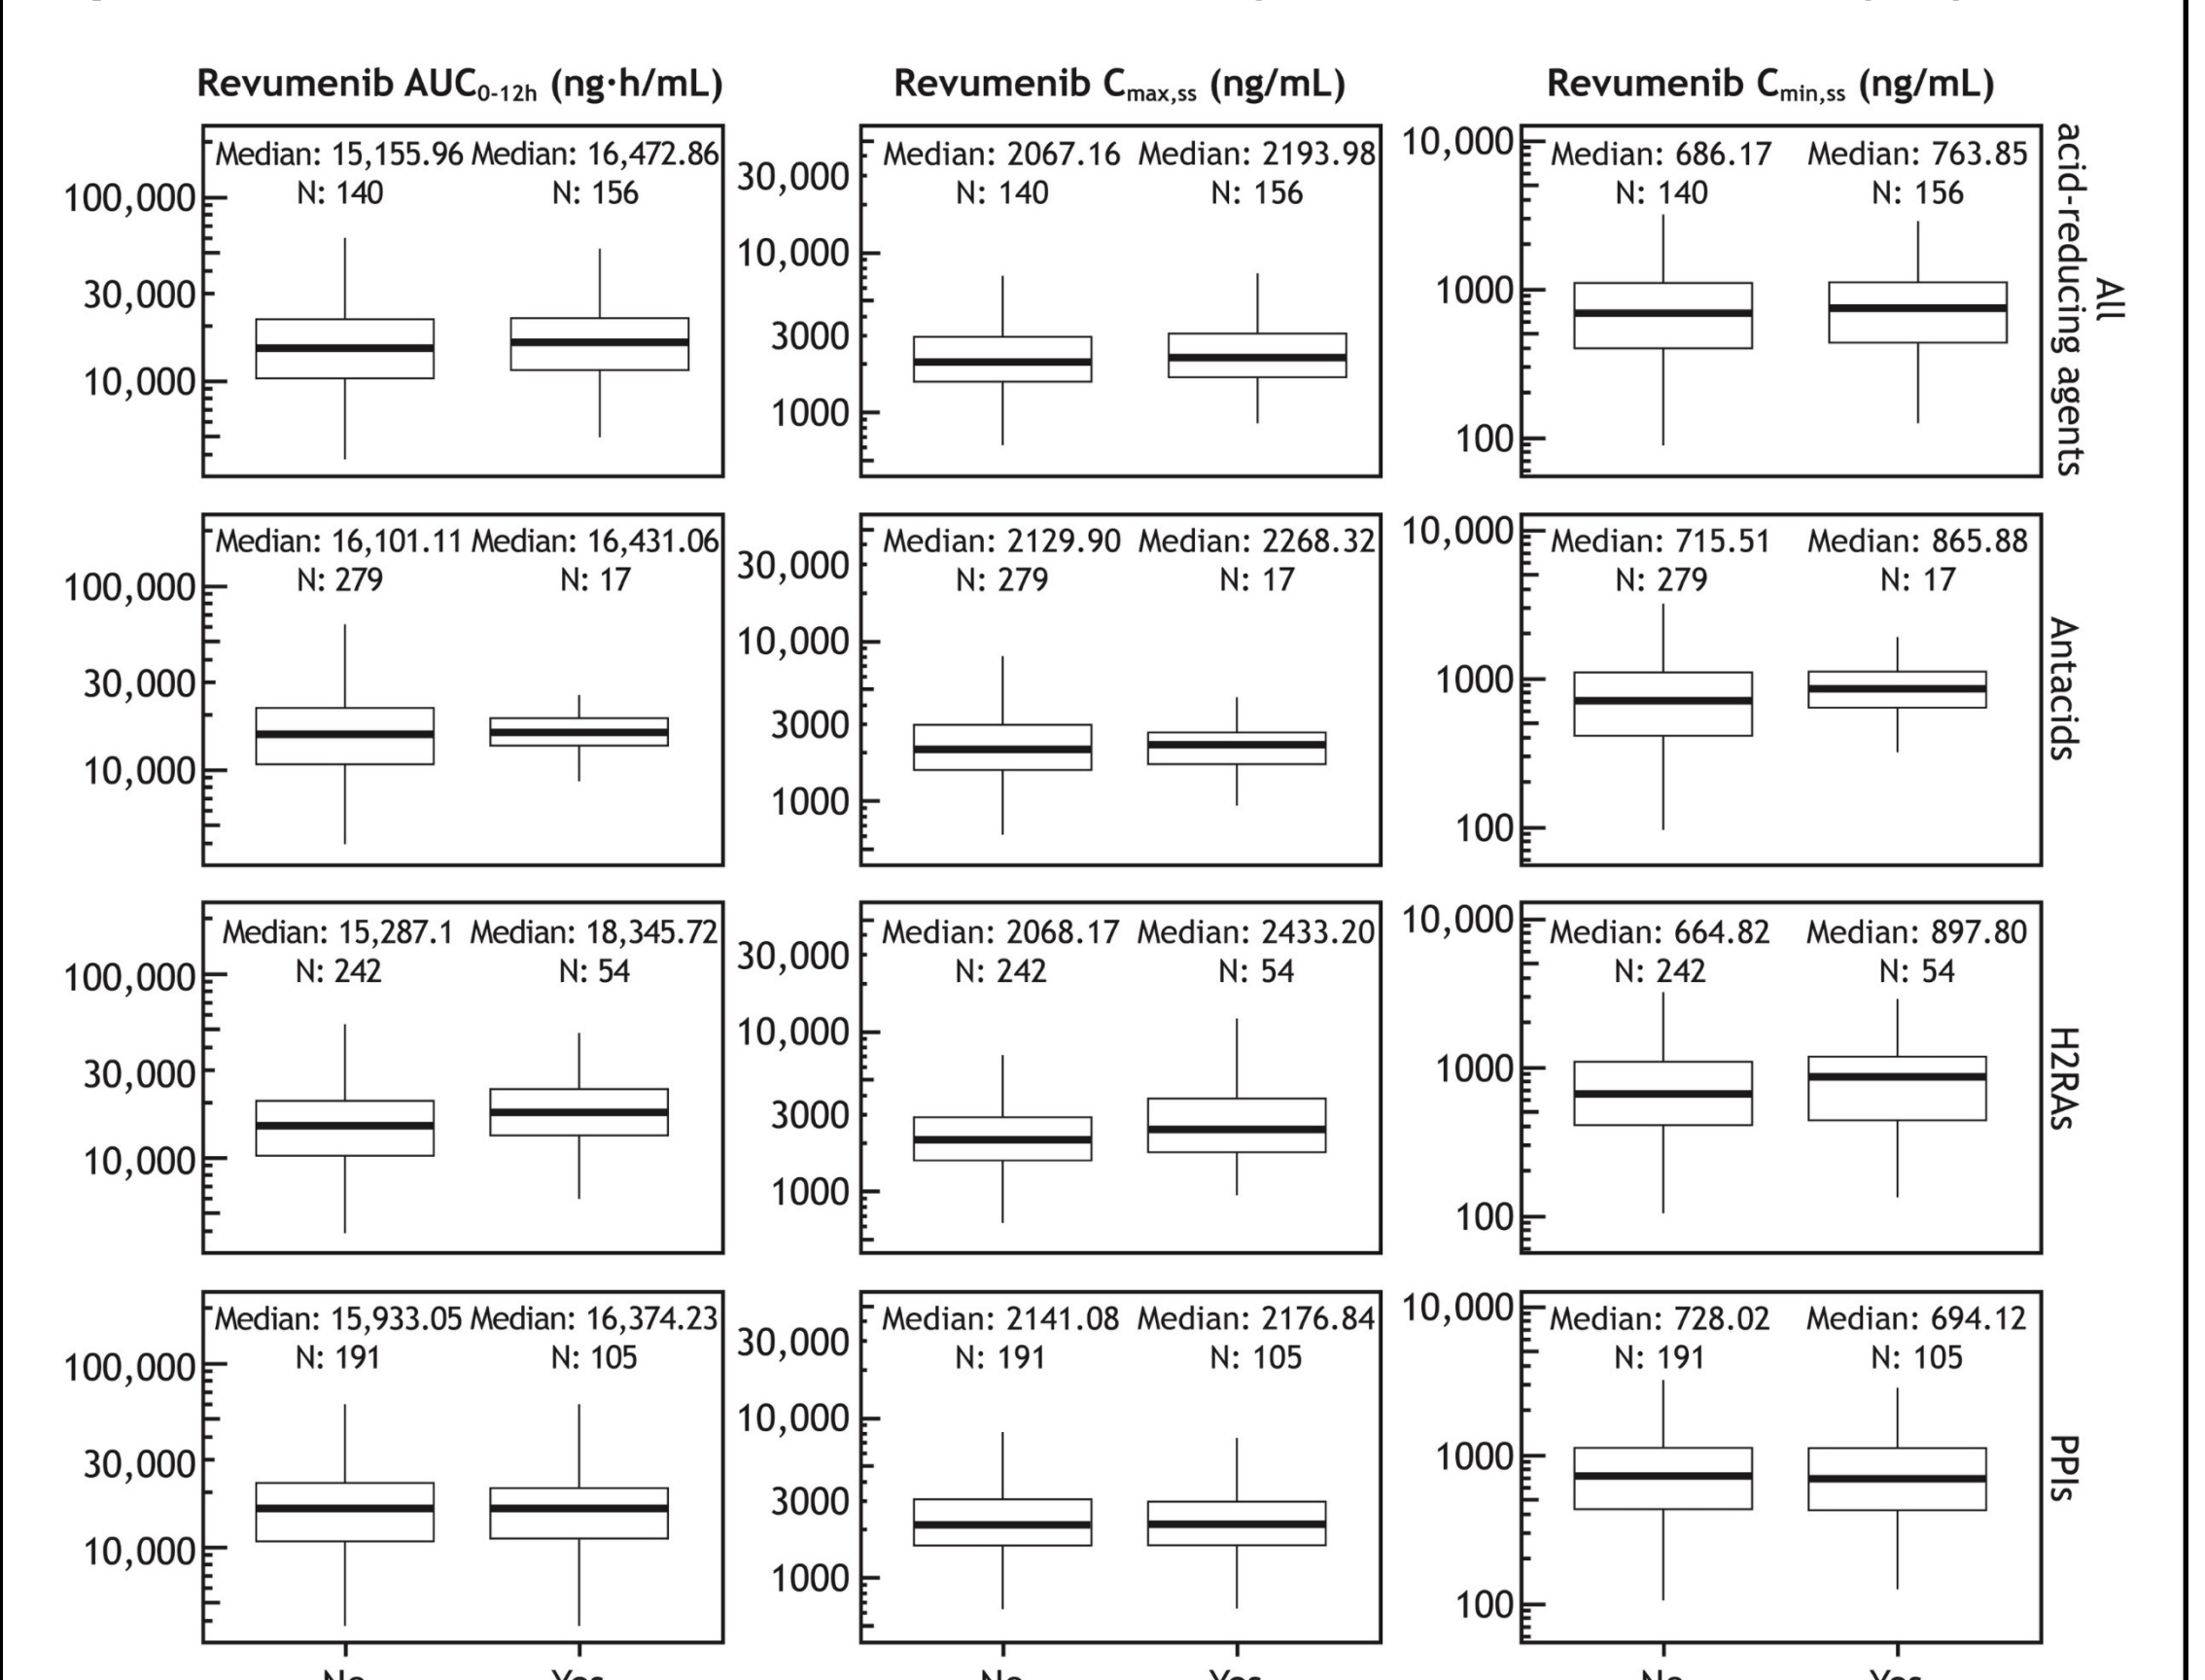 Revumenib AUC0-12h (ng·h/mL)
Revumenib Cmax,ss (ng/mL)
Revumenib Cmin,ss (ng/mL)
Median: 15,155.96 Median: 16,472.86
N: 140 N: 156
100,000
30,000
10,000
Median: 2067.16 Median: 2193.98
N: 140 N: 156
30,000
10,000
3000
1000
Median: 686.17 Median: 763.85
N: 140 N: 156
10,000
1000
100
All
acid-reducing agents
Median: 16,101.11 Median: 16,431.06
N: 279 N: 17
100,000
30,000
10,000
Median: 2129.90 Median: 2268.32
N: 279 N: 17
30,000
10,000
3000
1000
Median: 715.51 Median: 865.88
N: 279 N: 17
10,000
1000
100
Antacids
Median: 15,287.1 Median: 18,345.72
N: 242 N: 54
100,000
30,000
10,000
Median: 2068.17 Median: 2433.20
N: 242 N: 54
30,000
10,000
3000
1000
Median: 664.82 Median: 897.80
N: 242 N: 54
10,000
1000
100
H2RAs
Median: 15,933.05 Median: 16,374.23
N: 191 N: 105
100,000
30,000
10,000
Median: 2141.08 Median: 2176.84
N: 191 N: 105
30,000
10,000
3000
1000
Median: 728.02 Median: 694.12
N: 191 N: 105
10,000
1000
100
PPIs
No Yes
No Yes
No Yes